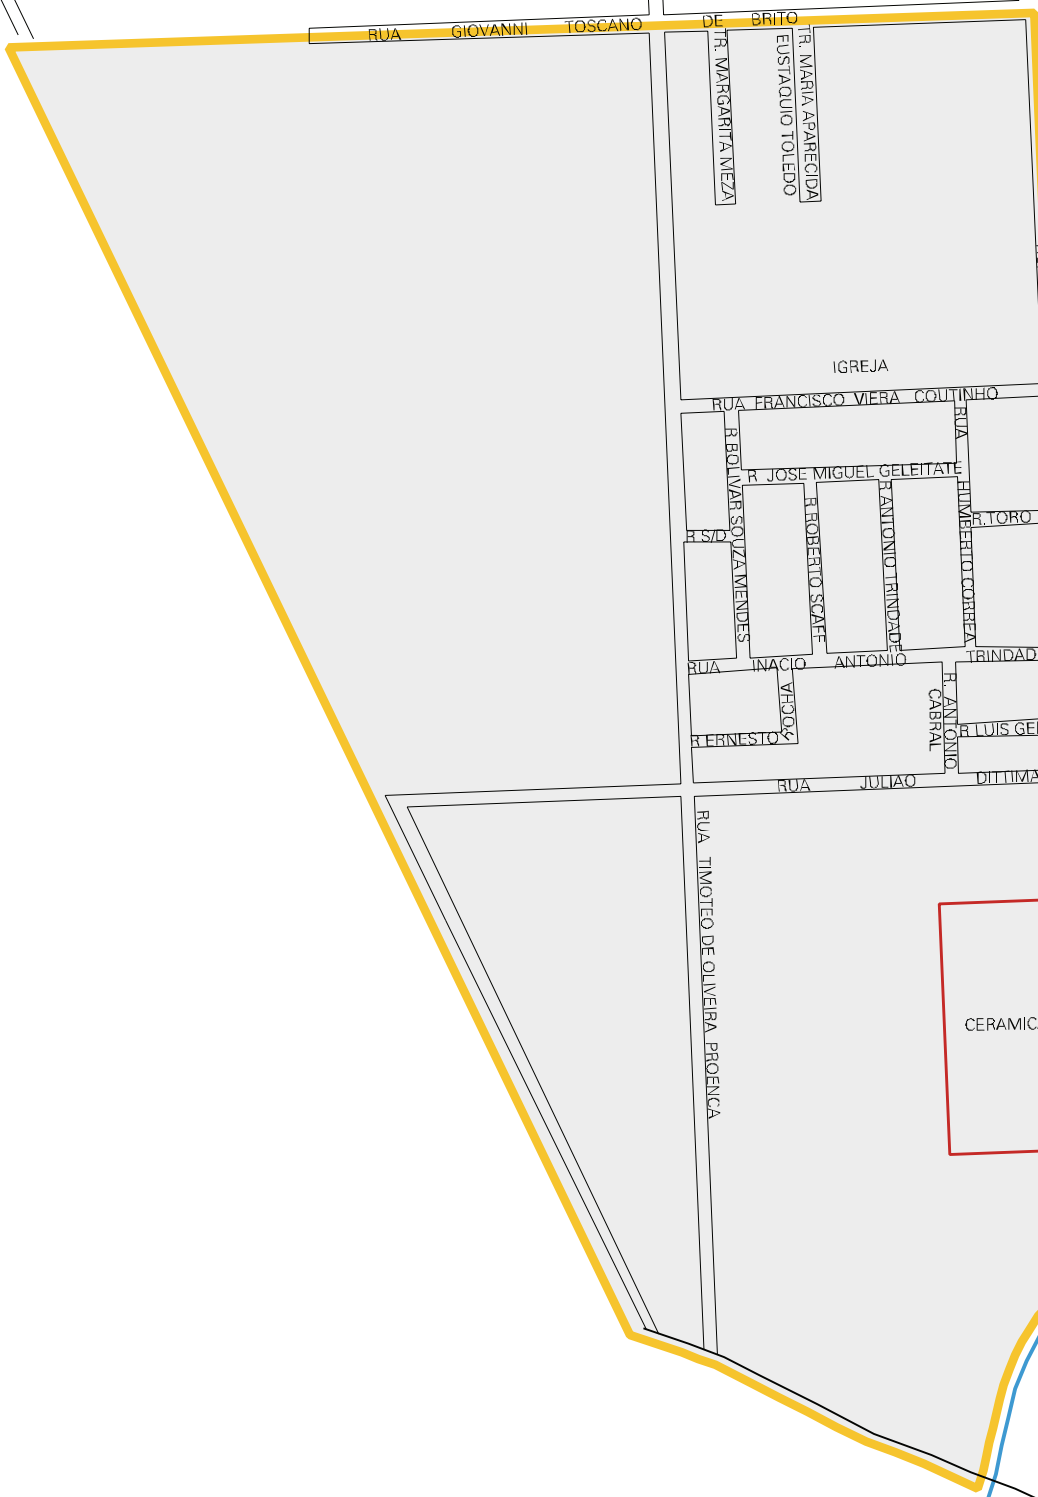 RUA GIOVANNI TOSCANO DE BRITO
TR. MARGARITA MEZA
EUSTAQUIO TOLEDO
TR. MARIA APARECIDA
IGREJA
RUA FRANCISCO VIERA COUTINHO
R BOLIVAR SOUZA MENDES
R JOSE MIGUEL GELEITATE
RUA HUMBERTO CORREA
R ROBERTO SCAFF
R ANTONIO TRINDADE
R.TORO
R S/D
RUA INACIO ANTONIO TRINDAD
R ERNESTO
ROCHA
R. ANTONIO
CABRAL
R LUIS GE
RUA JULIAO DITTIMA
RUA TIMOTEO DE OLIVEIRA PROENCA
CERAMIC